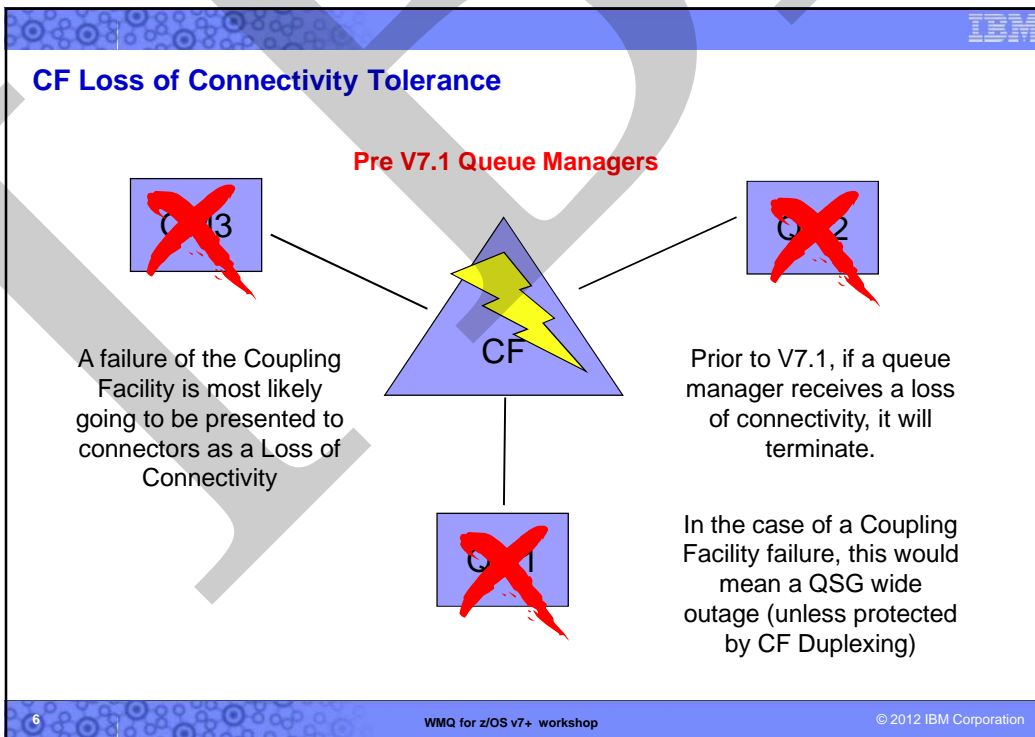 IBM
CF Loss of Connectivity Tolerance
Pre V7.1 Queue Managers
CF
A failure of the Coupling
Facility is most likely
going to be presented to
connectors as a Loss of
Connectivity
Prior to V7.1, if a queue
manager receives a loss
of connectivity, it will
terminate.
In the case of a Coupling
Facility failure, this would
mean a QSG wide
outage (unless protected
by CF Duplexing)
6
WMQ for z/OS v7+ workshop
© 2012 IBM Corporation